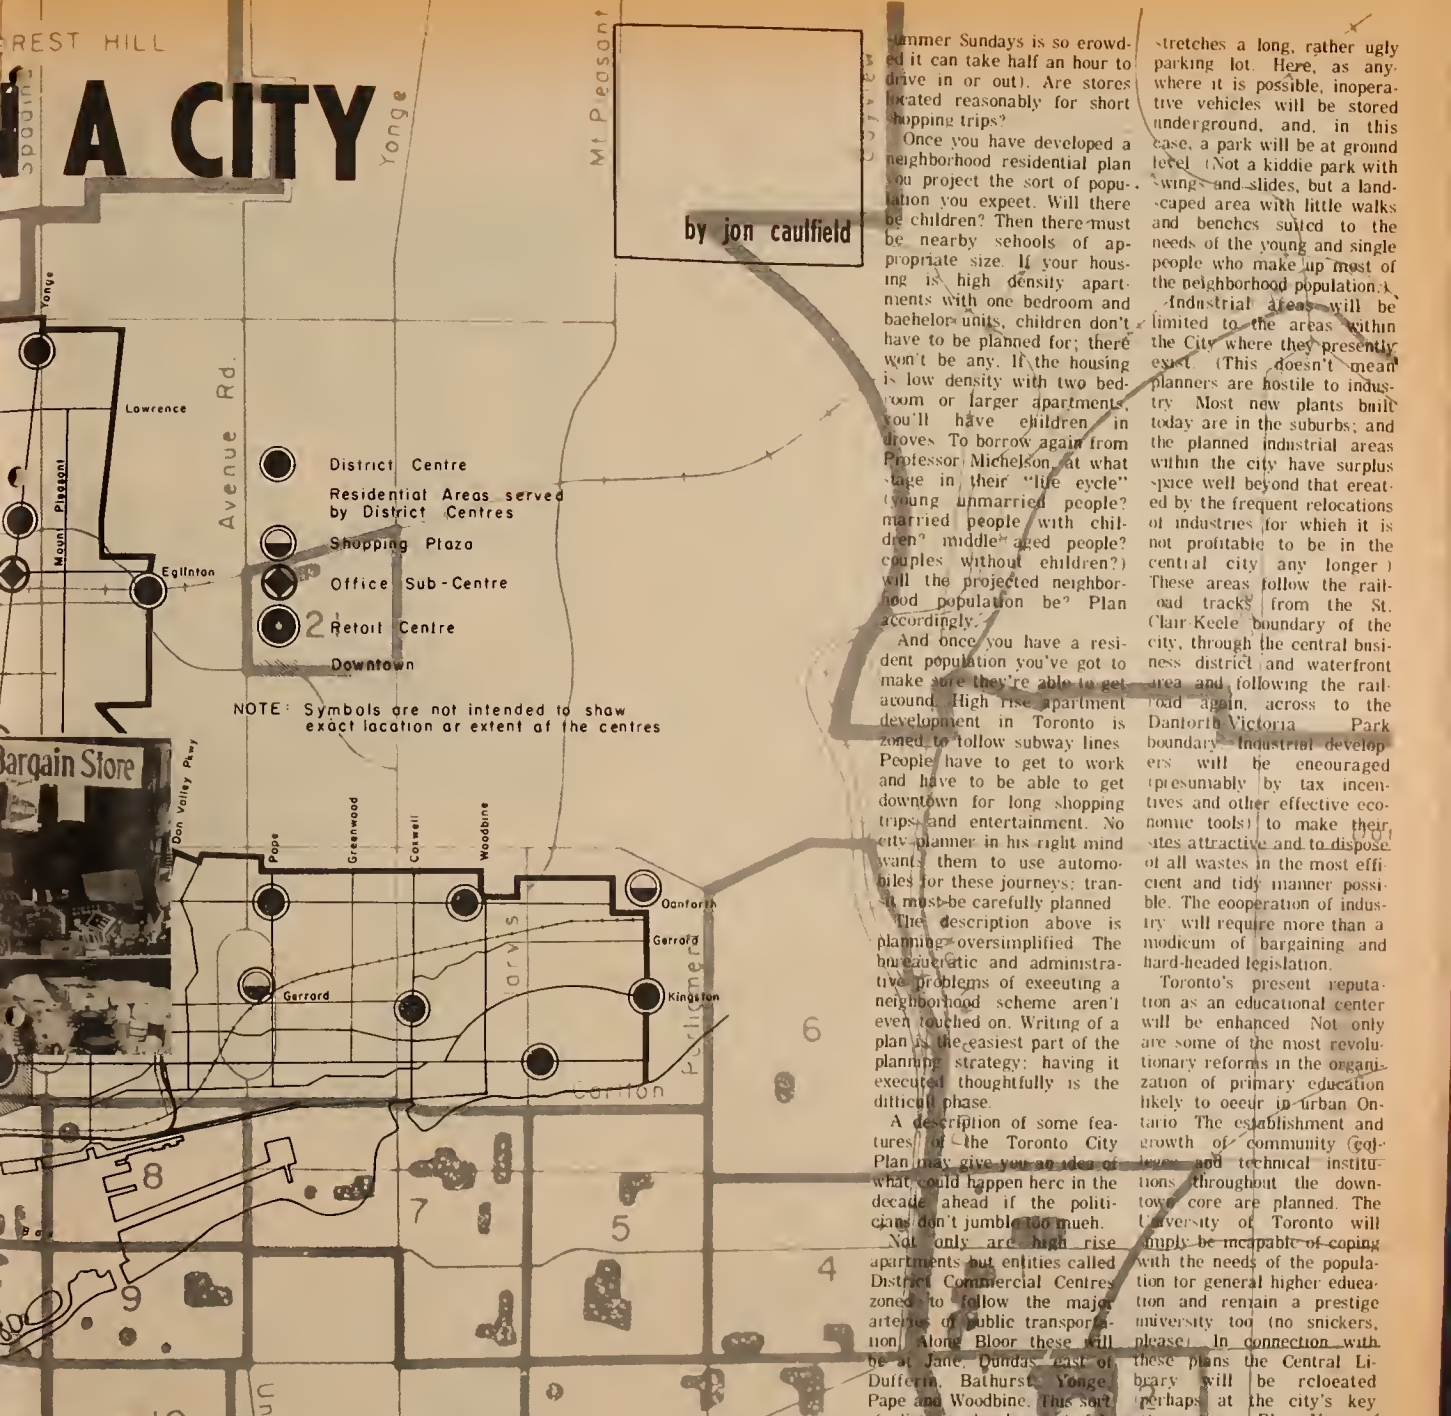 REST HILL
Spadina
A CITY
Yonge
Mt Pleasant
by jon caulfield
Yonge
Lawrence
Mount Pleasant
Avenue Rd.
Eglinton
District Centre
Residential Areas served
by District Centres
Shopping Plaza
Office Sub-Centre
2
Retail Centre
Downtown
NOTE: Symbols are not intended to show
exact location or extent of the centres
Bargain Store
Don Valley Pkwy
Pape
Greenwood
Coxwell
Woodbine
Danforth
Gerrard
Gerrard
Kingston
Jarvis
Parliament
Carlton
6
8
7
5
4
9
Bay
ummer Sundays is so crowd-
ed it can take half an hour to
drive in or out). Are stores
located reasonably for short
shopping trips?
Once you have developed a
neighborhood residential plan
you project the sort of popu-
lation you expect. Will there
be children? Then there must
be nearby schools of ap-
propriate size. If your hous-
ing is high density apart-
ments with one bedroom and
bachelor units, children don't
have to be planned for; there
won't be any. If the housing
is low density with two bed-
room or larger apartments,
you'll have children in
droves. To borrow again from
Professor Michelson, at what
stage in their "life cycle"
(young unmarried people?
married people with chil-
dren? middle aged people?
couples without children?)
will the projected neighbor-
hood population be? Plan
accordingly.
And once you have a resi-
dent population you've got to
make sure they're able to get
around. High rise apartment
development in Toronto is
zoned to follow subway lines
People have to get to work
and have to be able to get
downtown for long shopping
trips and entertainment. No
city planner in his right mind
wants them to use automo-
biles for these journeys; tran-
sit must be carefully planned
The description above is
planning oversimplified The
bureaucratic and administra-
tive problems of executing a
neighborhood scheme aren't
even touched on. Writing of a
plan is the easiest part of the
planning strategy; having it
executed thoughtfully is the
difficult phase.
A description of some fea-
tures of the Toronto City
Plan may give you an idea of
what could happen here in the
decade ahead if the politi-
cians don't jumble too much.
Not only are high rise
apartments but entities called
District Commercial Centres
zoned to follow the major
arteries of public transporta-
tion. Along Bloor these will
be at Jane, Dundas, east of
Dufferin, Bathurst, Yonge,
Pape and Woodbine. This sort
stretches a long, rather ugly
parking lot. Here, as any-
where it is possible, inopera-
tive vehicles will be stored
underground, and, in this
case, a park will be at ground
level (Not a kiddie park with
swings and slides, but a land-
scaped area with little walks
and benches suited to the
needs of the young and single
people who make up most of
the neighborhood population.)
Industrial areas will be
limited to the areas within
the City where they presently
exist. (This doesn't mean
planners are hostile to indus-
try Most new plants built
today are in the suburbs; and
the planned industrial areas
within the city have surplus
space well beyond that creat-
ed by the frequent relocations
of industries for which it is
not profitable to be in the
central city any longer )
These areas follow the rail-
oad tracks from the St.
Clair-Keele boundary of the
city, through the central busi-
ness district and waterfront
area and following the rail-
road again, across to the
Danforth-Victoria Park
boundary Industrial develop
ers will be encouraged
(presumably by tax incen-
tives and other effective eco-
nomic tools) to make their
sites attractive and to dispose
of all wastes in the most effi-
cient and tidy manner possi-
ble. The cooperation of indus-
try will require more than a
modicum of bargaining and
hard-headed legislation.
Toronto's present reputa-
tion as an educational center
will be enhanced Not only
are some of the most revolu-
tionary reforms in the organi-
zation of primary education
likely to occur in urban On-
tario The establishment and
growth of community col-
leges and technical institu-
tions throughout the down-
town core are planned. The
University of Toronto will
simply be incapable of coping
with the needs of the popula-
tion for general higher educa-
tion and remain a prestige
university too (no snickers,
please). In connection with
these plans the Central Li-
brary will be relocated
perhaps at the city's key